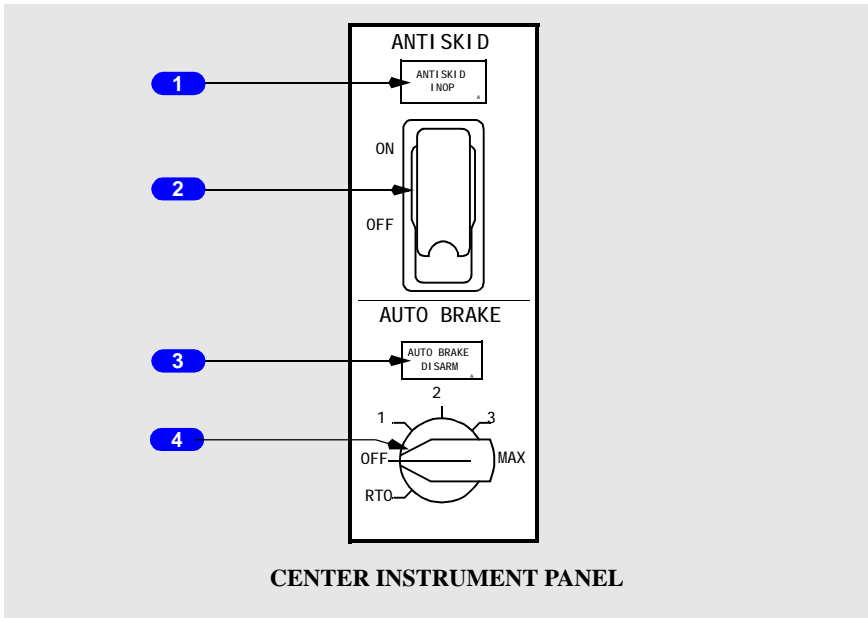 ANTISKID
1
ANTISKID
INOP
A
ON
2
OFF
AUTO BRAKE
3
AUTO BRAKE
DISARM
A
2
1
3
4
OFF
MAX
RTO
CENTER INSTRUMENT PANEL